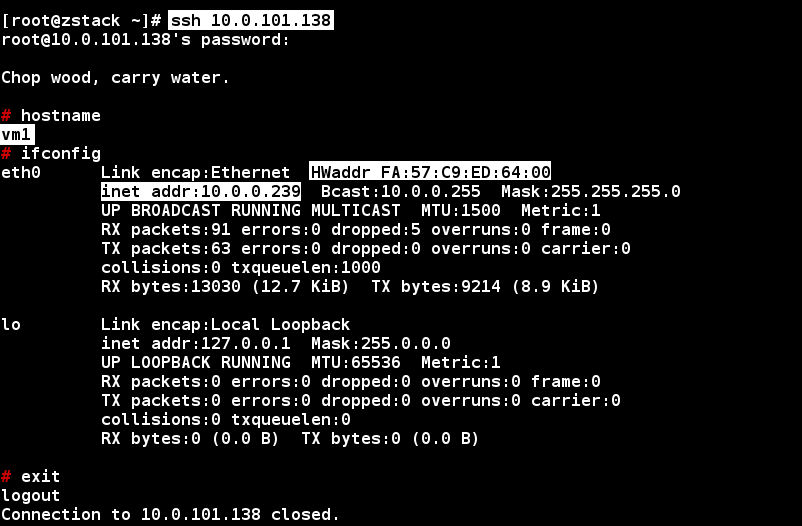 [root@zstack ~]# ssh 10.0.101.138
root@10.0.101.138's password:
Chop wood, carry water.
# hostname
vm1
# ifconfig
eth0      Link encap:Ethernet  HWaddr FA:57:C9:ED:64:00
          inet addr:10.0.0.239  Bcast:10.0.0.255  Mask:255.255.255.0
          UP BROADCAST RUNNING MULTICAST  MTU:1500  Metric:1
          RX packets:91 errors:0 dropped:5 overruns:0 frame:0
          TX packets:63 errors:0 dropped:0 overruns:0 carrier:0
          collisions:0 txqueuelen:1000
          RX bytes:13030 (12.7 KiB)  TX bytes:9214 (8.9 KiB)
lo        Link encap:Local Loopback
          inet addr:127.0.0.1  Mask:255.0.0.0
          UP LOOPBACK RUNNING  MTU:65536  Metric:1
          RX packets:0 errors:0 dropped:0 overruns:0 frame:0
          TX packets:0 errors:0 dropped:0 overruns:0 carrier:0
          collisions:0 txqueuelen:0
          RX bytes:0 (0.0 B)  TX bytes:0 (0.0 B)
# exit
logout
Connection to 10.0.101.138 closed.